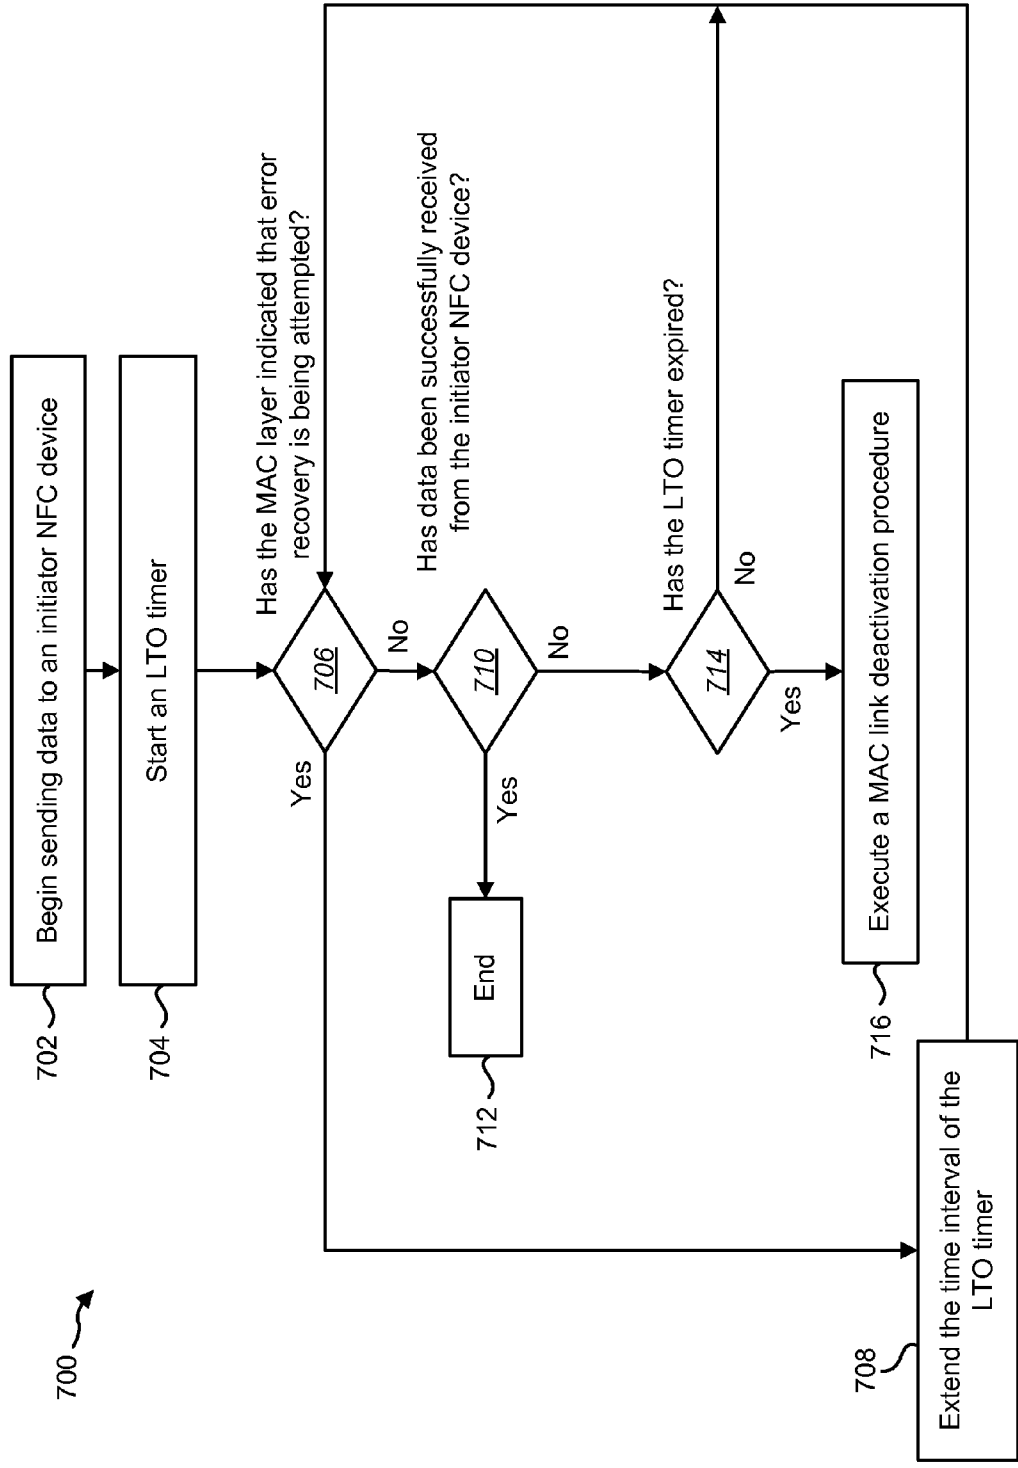 700
702
Begin sending data to an initiator NFC device
704
Start an LTO timer
Has the MAC layer indicated that error
recovery is being attempted?
706
Yes
No
Has data been successfully received
from the initiator NFC device?
710
Yes
No
712
End
Has the LTO timer expired?
714
No
Yes
716
Execute a MAC link deactivation procedure
708
Extend the time interval of the
LTO timer